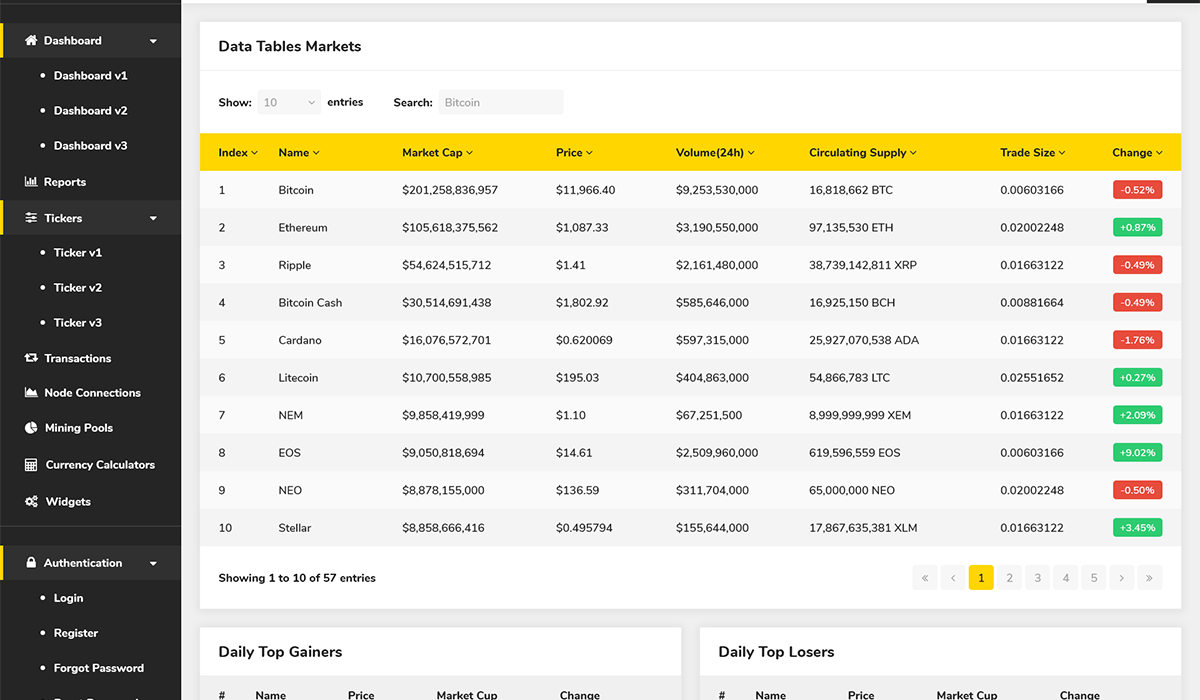 Dashboard
Dashboard v1
Dashboard v2
Dashboard v3
Reports
Tickers
Ticker v1
Ticker v2
Ticker v3
Transactions
Node Connections
Mining Pools
Currency Calculators
Widgets
Authentication
Login
Register
Forgot Password
Data Tables Markets
Show: 10 entries Search: Bitcoin
Index Name Market Cap Price Volume(24h) Circulating Supply Trade Size Change
1 Bitcoin $201,258,836,957 $11,966.40 $9,253,530,000 16,818,662 BTC 0.00603166 -0.52%
2 Ethereum $105,618,375,562 $1,087.33 $3,190,550,000 97,135,530 ETH 0.02002248 +0.87%
3 Ripple $54,624,515,712 $1.41 $2,161,480,000 38,739,142,811 XRP 0.01663122 -0.49%
4 Bitcoin Cash $30,514,691,438 $1,802.92 $585,646,000 16,925,150 BCH 0.00881664 -0.49%
5 Cardano $16,076,572,701 $0.620069 $597,315,000 25,927,070,538 ADA 0.01663122 -1.76%
6 Litecoin $10,700,558,985 $195.03 $404,863,000 54,866,783 LTC 0.02551652 +0.27%
7 NEM $9,858,419,999 $1.10 $67,251,500 8,999,999,999 XEM 0.01663122 +2.09%
8 EOS $9,050,818,694 $14.61 $2,509,960,000 619,596,559 EOS 0.00603166 +9.02%
9 NEO $8,878,155,000 $136.59 $311,704,000 65,000,000 NEO 0.02002248 -0.50%
10 Stellar $8,858,666,416 $0.495794 $155,644,000 17,867,635,381 XLM 0.01663122 +3.45%
Showing 1 to 10 of 57 entries
« ‹ 1 2 3 4 5 › »
Daily Top Gainers
# Name Price Market Cup Change
Daily Top Losers
# Name Price Market Cup Change